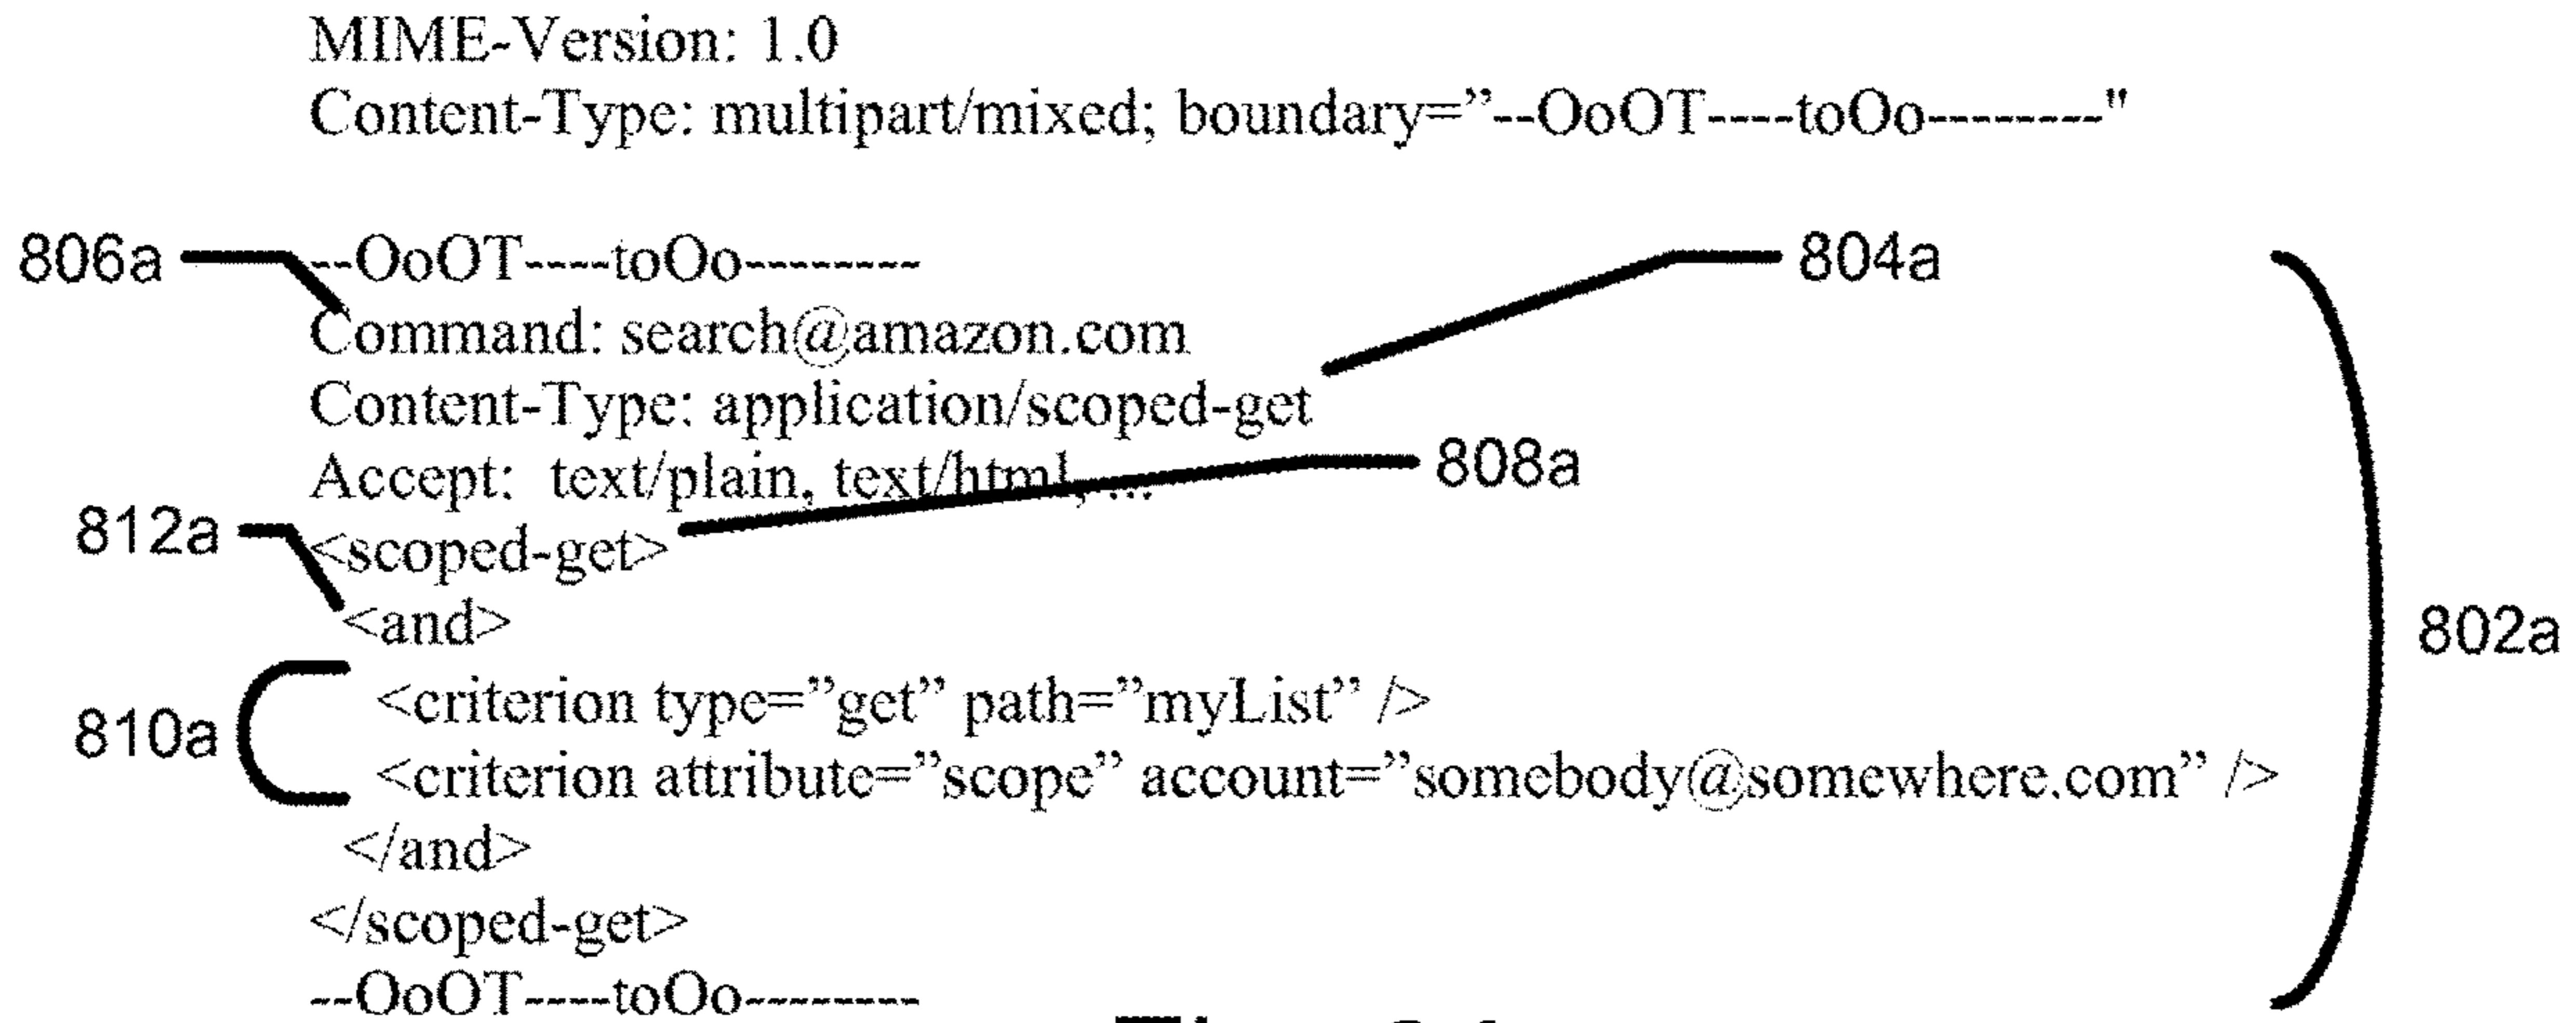 MIME-Version: 1.0
Content-Type: multipart/mixed; boundary=”--OoOT----toOo--------"
806a --OoOT----toOo-------- 804a
Command: search@amazon.com
Content-Type: application/scoped-get
Accept: text/plain, text/html, ... 808a
812a <scoped-get>
<and> 802a
<criterion type=”get” path=”myList” />
810a
<criterion attribute=”scope” account=”somebody@somewhere.com” />
</and>
</scoped-get>
--OoOT----toOo--------